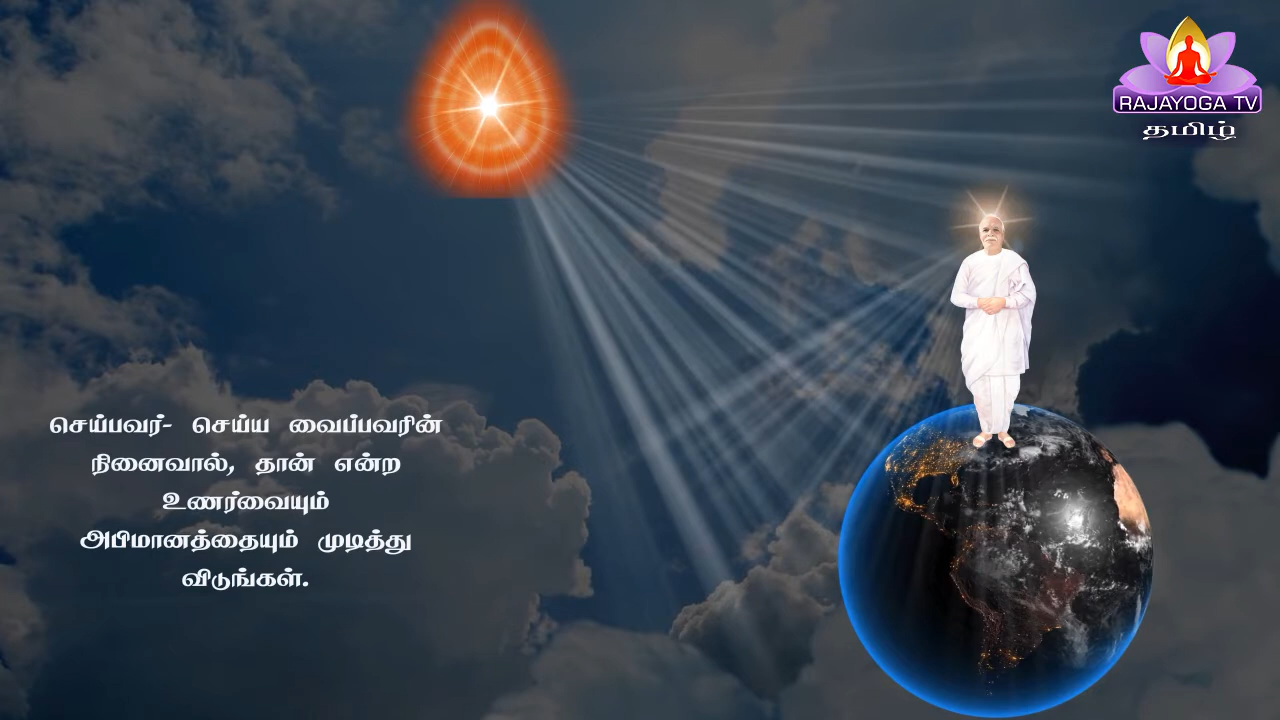 RAJAYOGA TV
தமிழ்
செய்பவர்- செய்ய வைப்பவரின்
நினைவால், தான் என்ற
உணர்வையும்
அபிமானத்தையும் முடித்து
விடுங்கள்.